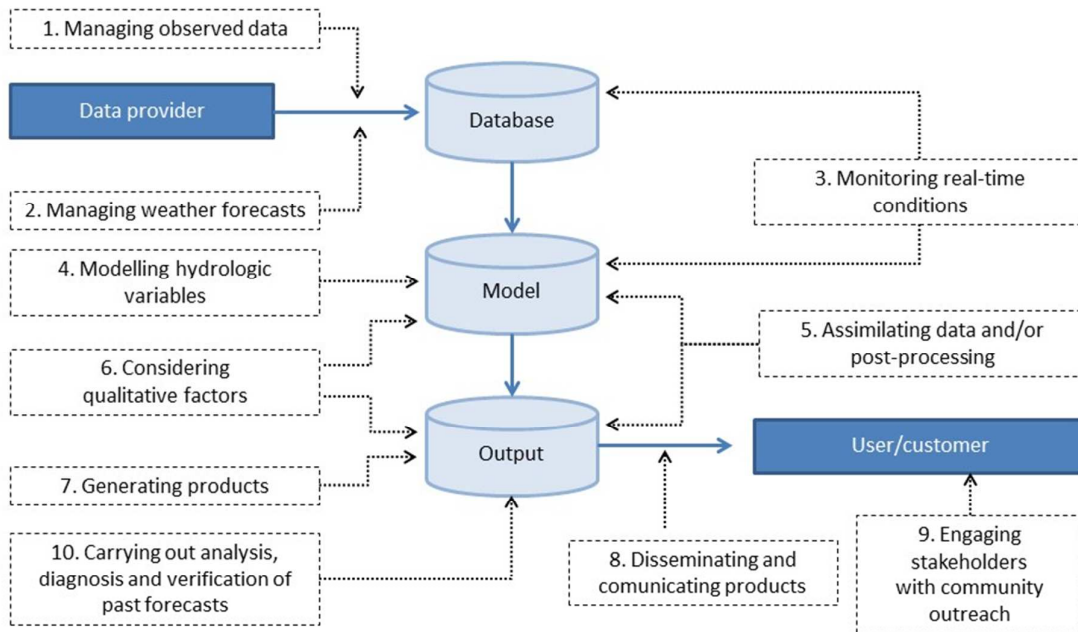 1. Managing observed data
Data provider
Database
2. Managing weather forecasts
3. Monitoring real-time
conditions
4. Modelling hydrologic
variables
Model
5. Assimilating data and/or
post-processing
6. Considering
qualitative factors
Output
User/customer
7. Generating products
10. Carrying out analysis,
diagnosis and verification of
past forecasts
8. Disseminating and
comunicating products
9. Engaging
stakeholders
with community
outreach